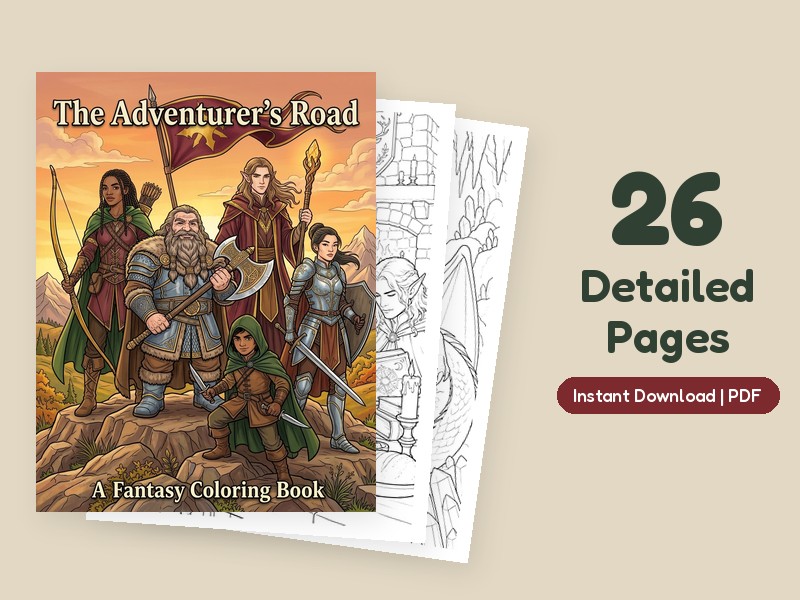 The Adventurer's Road
A Fantasy Coloring Book
26
Detailed
Pages
Instant Download | PDF